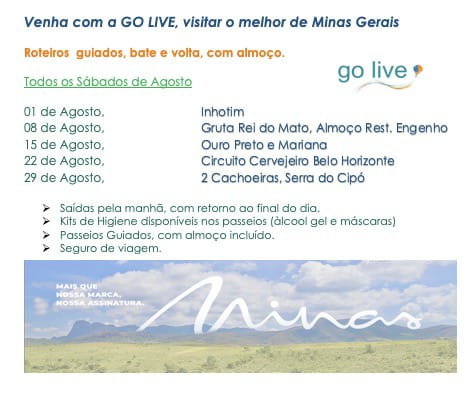 Venha com a GO LIVE, visitar o melhor de Minas Gerais
Roteiros guiados, bate e volta, com almoço.
go live
Todos os Sábados de Agosto
01 de Agosto, Inhotim
08 de Agosto, Gruta Rei do Mato, Almoço Rest. Engenho
15 de Agosto, Ouro Preto e Mariana
22 de Agosto, Circuito Cervejeiro Belo Horizonte
29 de Agosto, 2 Cachoeiras, Serra do Cipó
➤ Saídas pela manhã, com retorno ao final do dia.
➤ Kits de Higiene disponíveis nos passeios (àlcool gel e máscaras)
➤ Passeios Guiados, com almoço incluído.
➤ Seguro de viagem.
MAIS QUE
NOSSA MARCA,
NOSSA ASSINATURA.
Minas